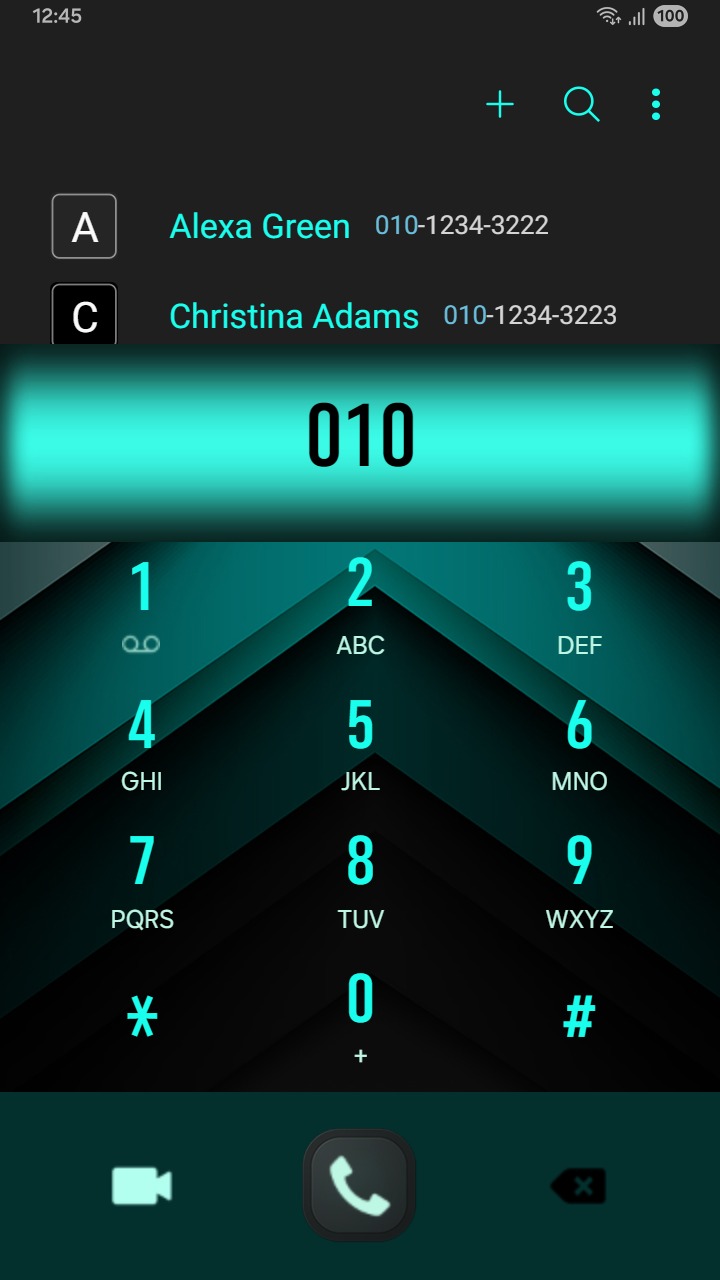 12:45 100
A Alexa Green 010-1234-3222
C Christina Adams 010-1234-3223
010
1 2 3
ABC DEF
4 5 6
GHI JKL MNO
7 8 9
PQRS TUV WXYZ
* 0 #
+